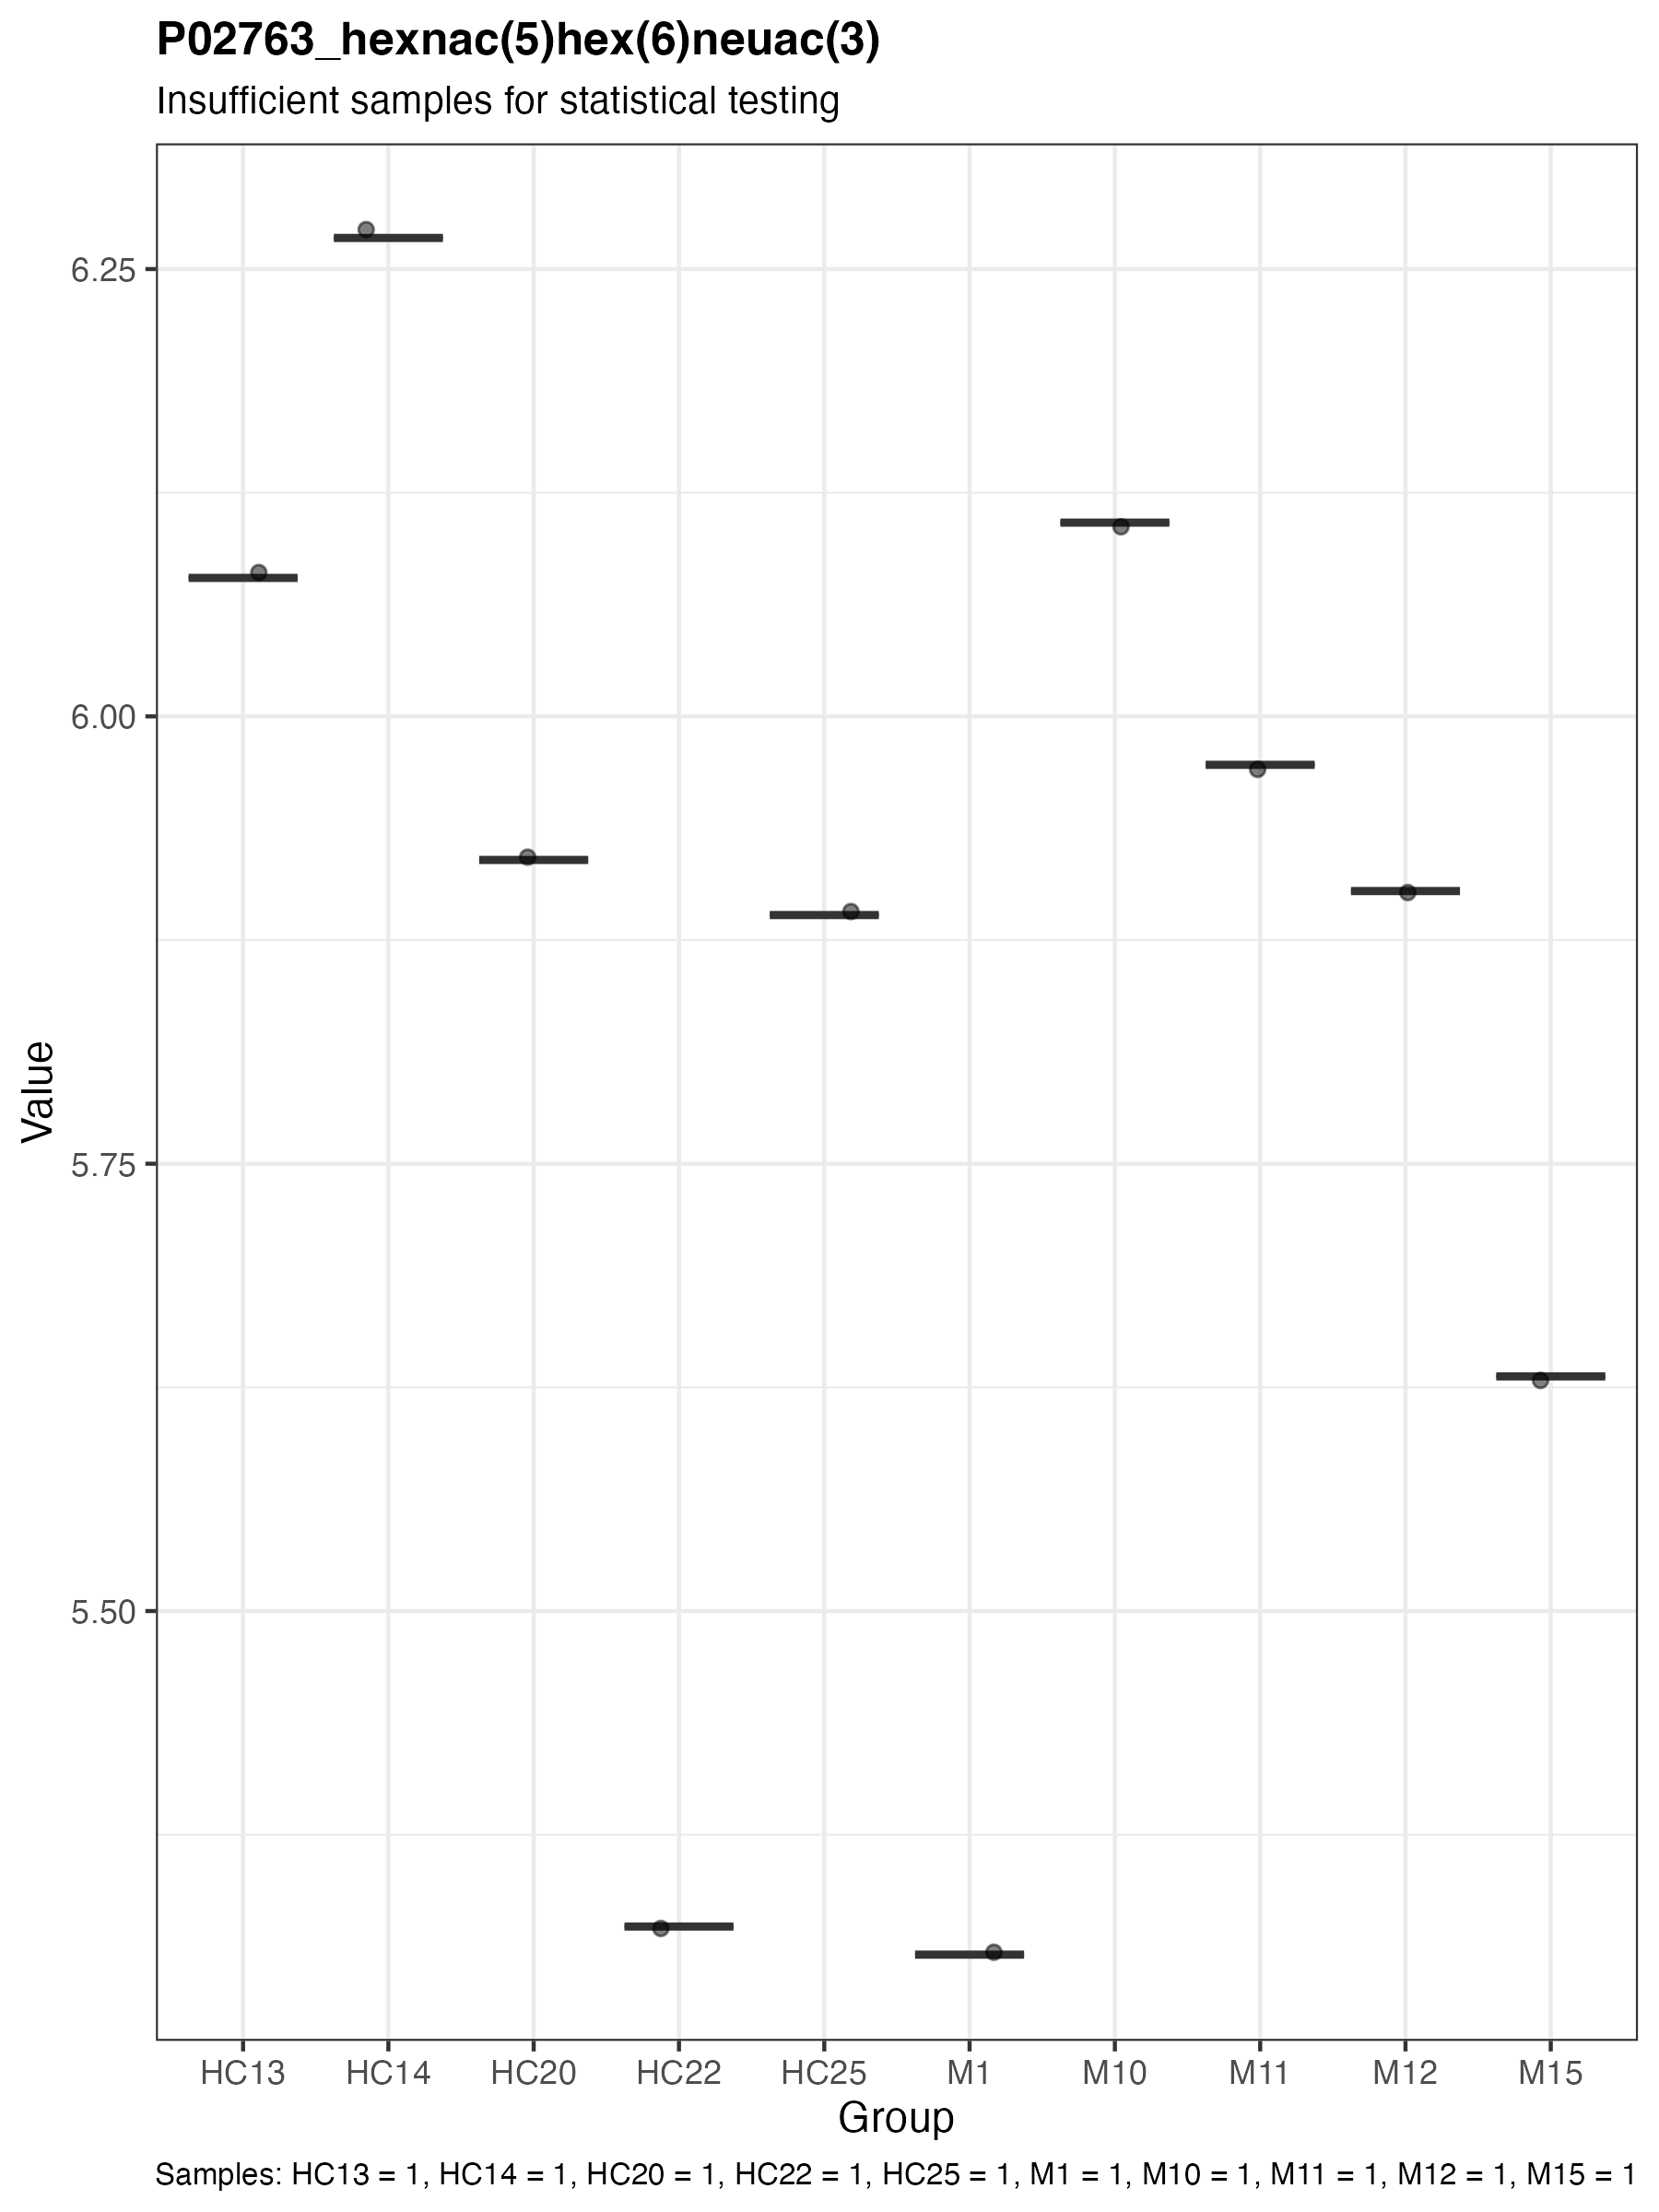 P02763_hexnac(5)hex(6)neuac(3)
Insufficient samples for statistical testing
6.25
6.00
5.75
5.50
Value
HC13 HC14 HC20 HC22 HC25 M1 M10 M11 M12 M15
Group
Samples: HC13 = 1, HC14 = 1, HC20 = 1, HC22 = 1, HC25 = 1, M1 = 1, M10 = 1, M11 = 1, M12 = 1, M15 = 1